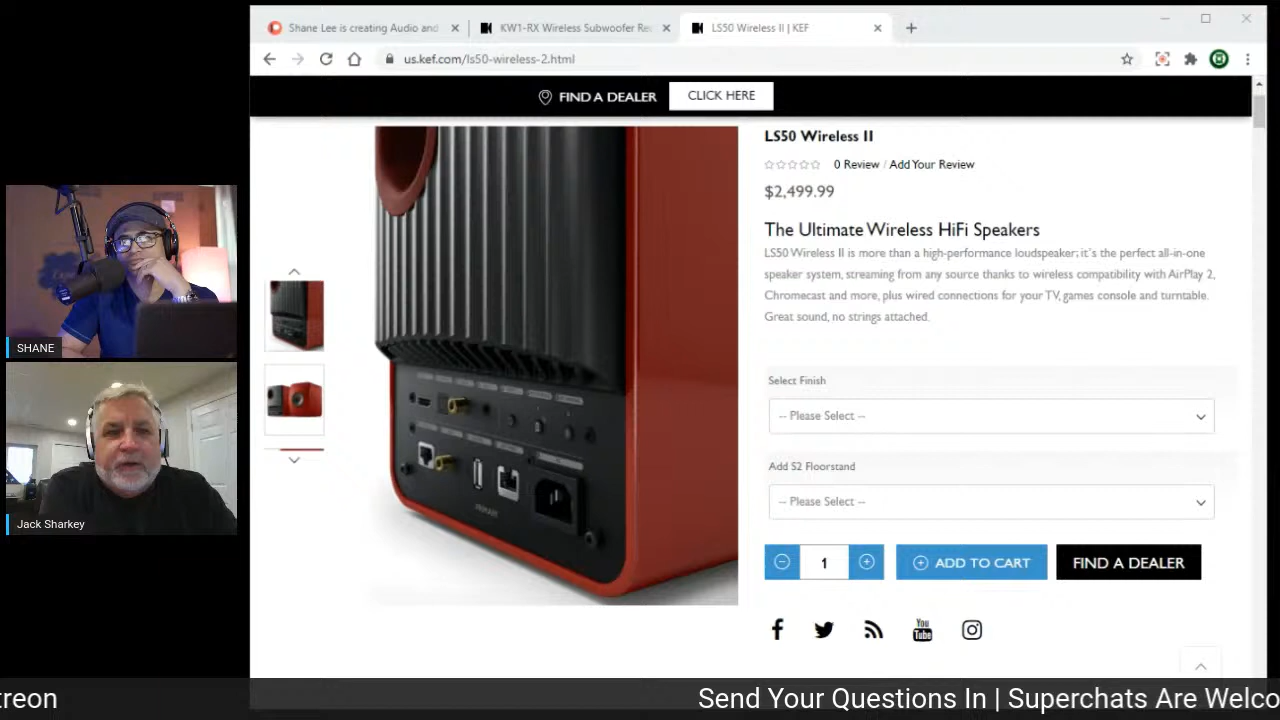 Shane Lee is creating Audio and
KW1-RX Wireless Subwoofer Re
LS50 Wireless II | KEF
us.kef.com/ls50-wireless-2.html
FIND A DEALER
CLICK HERE
LS50 Wireless II
0 Review / Add Your Review
$2,499.99
The Ultimate Wireless HiFi Speakers
LS50 Wireless II is more than a high-performance loudspeaker; it's the perfect all-in-one
speaker system, streaming from any source thanks to wireless compatibility with AirPlay 2,
Chromecast and more, plus wired connections for your TV, games console and turntable.
Great sound, no strings attached.
Select Finish
-- Please Select --
Add S2 Floorstand
-- Please Select --
1
ADD TO CART
FIND A DEALER
You
Tube
SHANE
Jack Sharkey
treon
Send Your Questions In | Superchats Are Welco